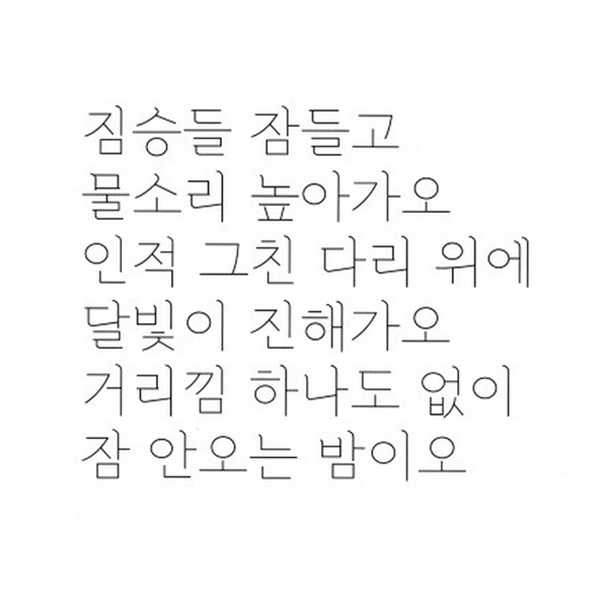 짐승들 잠들고
물소리 높아가오
인적 그친 다리 위에
달빛이 진해가오
거리낌 하나도 없이
잠 안오는 밤이오